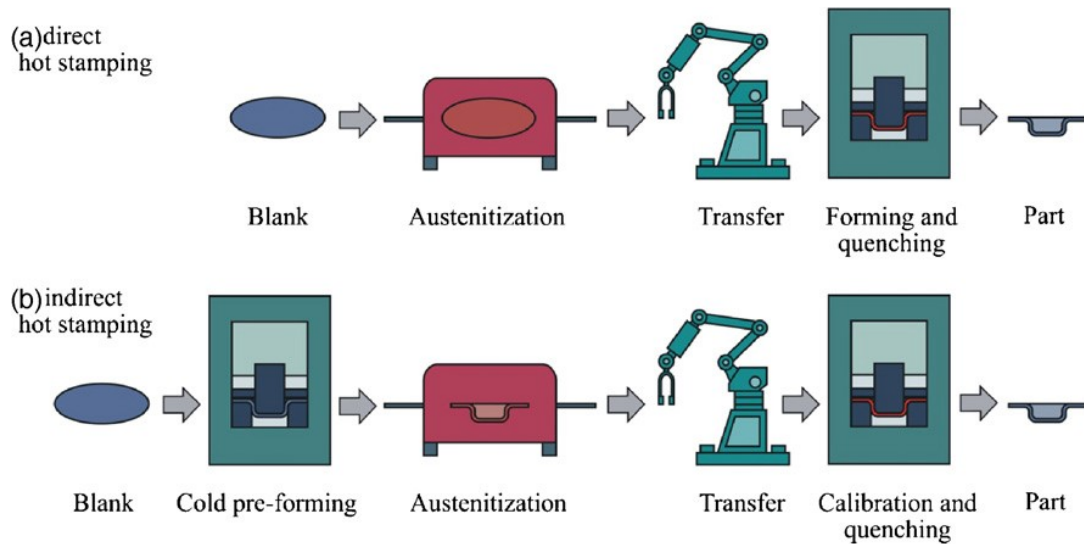 (a)direct
hot stamping
Blank
Austenitization
Transfer
Forming and
quenching
Part
(b)indirect
hot stamping
Blank
Cold pre-forming
Austenitization
Transfer
Calibration and
quenching
Part